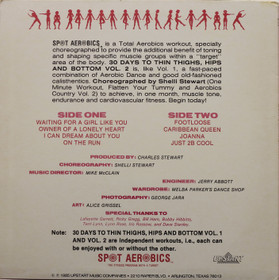 SPOT AEROBICS, is a Total Aerobics workout, specially
choreographed to provide the additional benefit of toning
and shaping specific muscle groups within a "target"
area of the body. 30 DAYS TO THIN THIGHS, HIPS
AND BOTTOM VOL. 2 is, like Vol. 1, a fast-paced
combination of Aerobic Dance and good old-fashioned
calisthenics. Choreographed by Shelli Stewart (One
Minute Workout, Flatten Your Tummy and Aerobics
Country Vol. 2) to achieve, in one month, muscle tone,
endurance and cardiovascular fitness. Begin today!
SIDE ONE
WAITING FOR A GIRL LIKE YOU
OWNER OF A LONELY HEART
I CAN DREAM ABOUT YOU
ON THE RUN
SIDE TWO
FOOTLOOSE
CARIBBEAN QUEEN
JOANNA
JUST 2B COOL
PRODUCED BY: CHARLES STEWART
CHOREOGRAPHY: SHELLI STEWART
MUSIC DIRECTOR: MIKE McCLAIN
ENGINEER: JERRY ABBOTT
WARDROBE: MELBA PARKER'S DANCE SHOP
PHOTOGRAPHY: GEORGE JARA
ART: ALICE GRISSEL
SPECIAL THANKS TO
Note: 30 DAYS TO THIN THIGHS, HIPS AND BOTTOM VOL. 1
AND VOL. 2 are independent workouts, i.e., each can
be enjoyed with or without the other.
SPOT AEROBICS